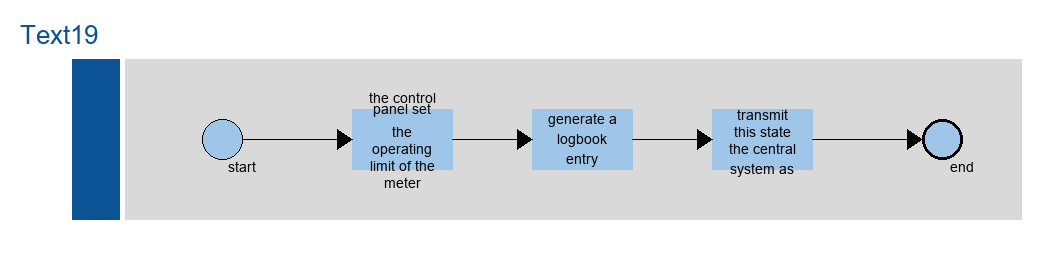 Text19
start
the control
panel set
the
operating
limit of the
meter
generate a
logbook
entry
transmit
this state
the central
system as
end